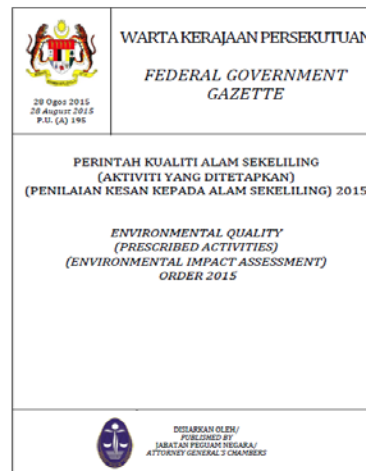 WARTA KERAJAAN PERSEKUTUAN
FEDERAL GOVERNMENT
GAZETTE
28 Ogos 2015
28 August 2015
P.U. (A) 195
PERINTAH KUALITI ALAM SEKELILING
(AKTIVITI YANG DITETAPKAN)
(PENILAIAN KESAN KEPADA ALAM SEKELILING) 2015
ENVIRONMENTAL QUALITY
(PRESCRIBED ACTIVITIES)
(ENVIRONMENTAL IMPACT ASSESSMENT)
ORDER 2015
DISIARKAN OLEH/
PUBLISHED BY
JABATAN PEGUAM NEGARA/
ATTORNEY GENERAL'S CHAMBERS